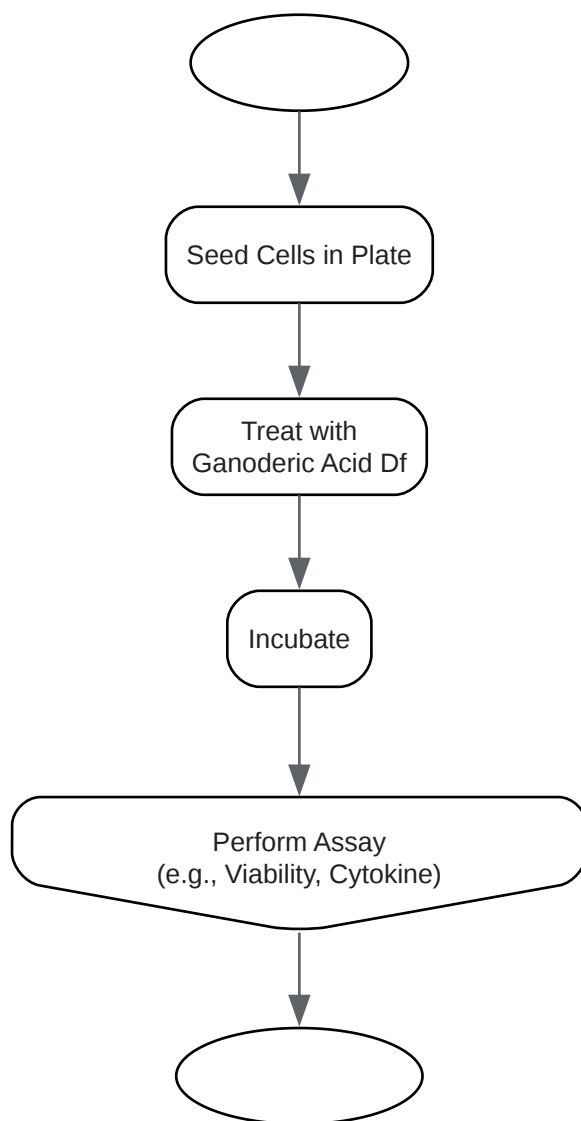 Seed Cells in Plate
Treat with
Ganoderic Acid Df
Incubate
Perform Assay
(e.g., Viability, Cytokine)